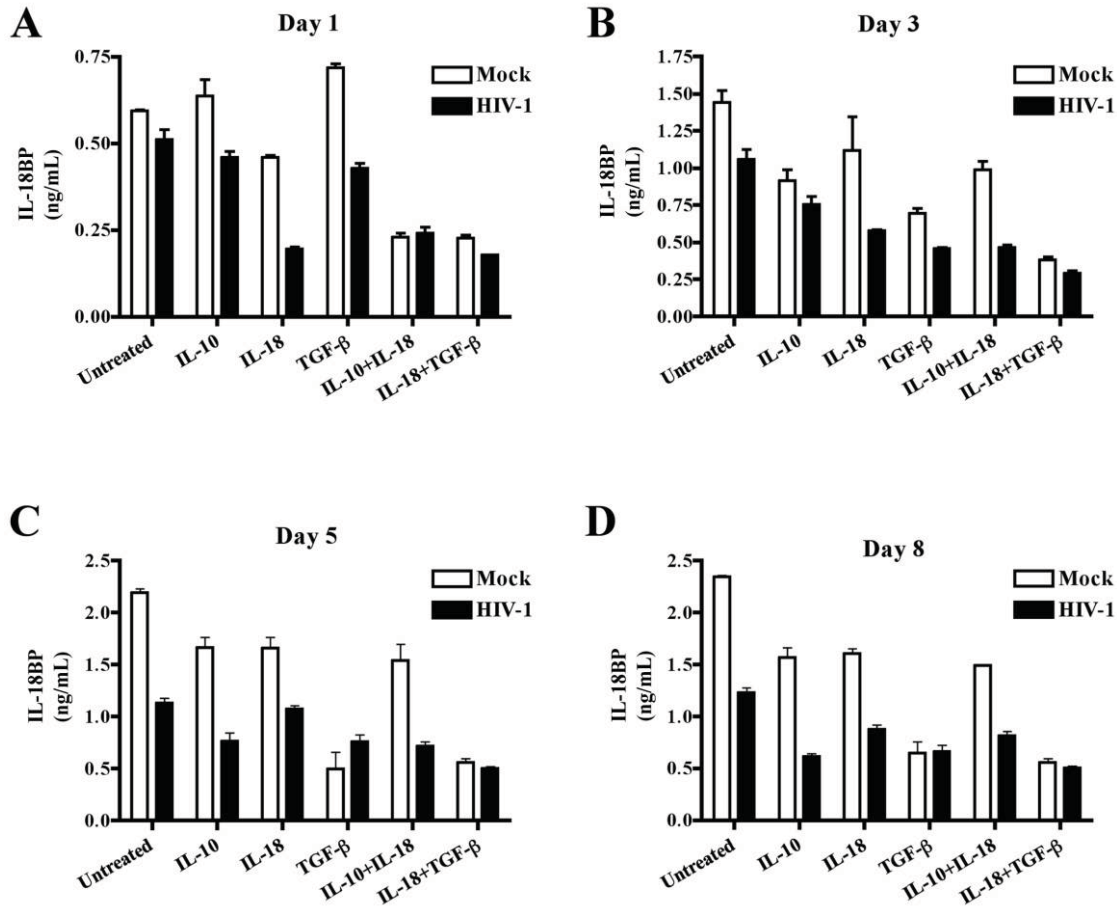 A
Day 1
IL-18BP
(ng/mL)
0.75
0.50
0.25
0.00
Mock
HIV-1
Untreated
IL-10
IL-18
TGF-β
IL-10+IL-18
IL-18+TGF-β
B
Day 3
IL-18BP
(ng/mL)
1.75
1.50
1.25
1.00
0.75
0.50
0.25
0.00
Mock
HIV-1
Untreated
IL-10
IL-18
TGF-β
IL-10+IL-18
IL-18+TGF-β
C
Day 5
IL-18BP
(ng/mL)
2.5
2.0
1.5
1.0
0.5
0.0
Mock
HIV-1
Untreated
IL-10
IL-18
TGF-β
IL-10+IL-18
IL-18+TGF-β
D
Day 8
IL-18BP
(ng/mL)
2.5
2.0
1.5
1.0
0.5
0.0
Mock
HIV-1
Untreated
IL-10
IL-18
TGF-β
IL-10+IL-18
IL-18+TGF-β